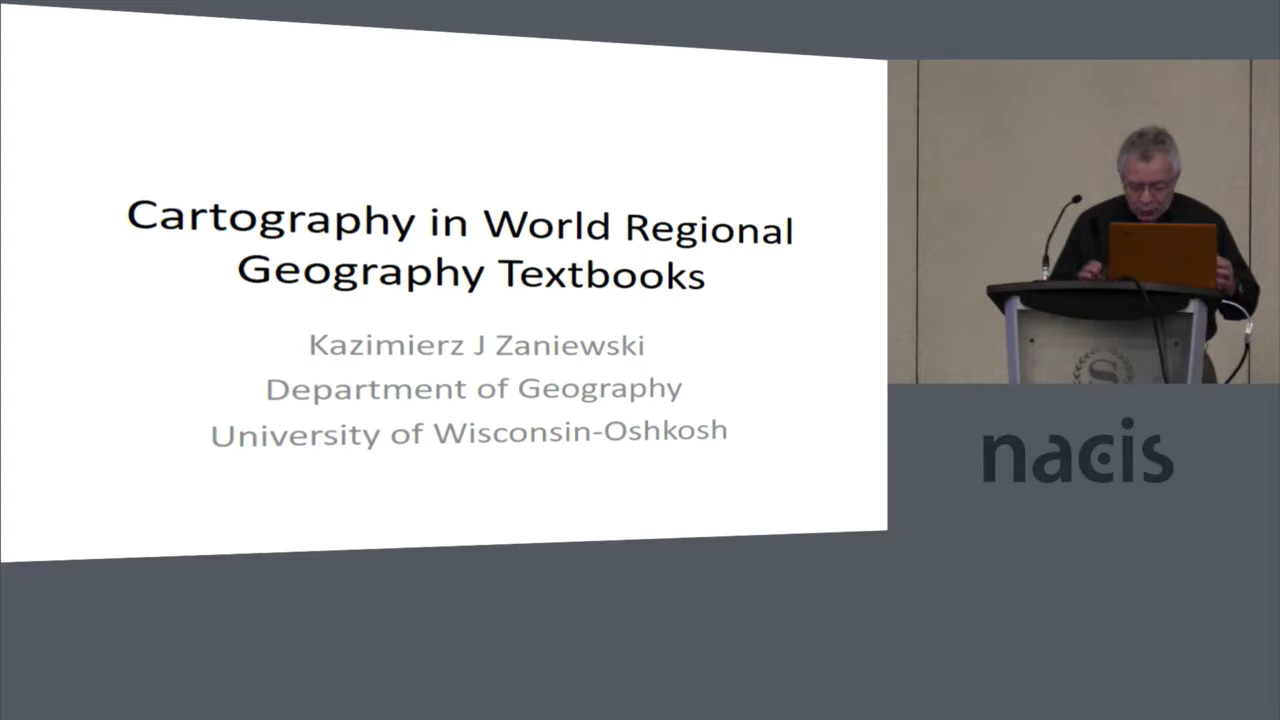 Cartography in World Regional
Geography Textbooks
Kazimierz J Zaniewski
Department of Geography
University of Wisconsin-Oshkosh
S
nacis